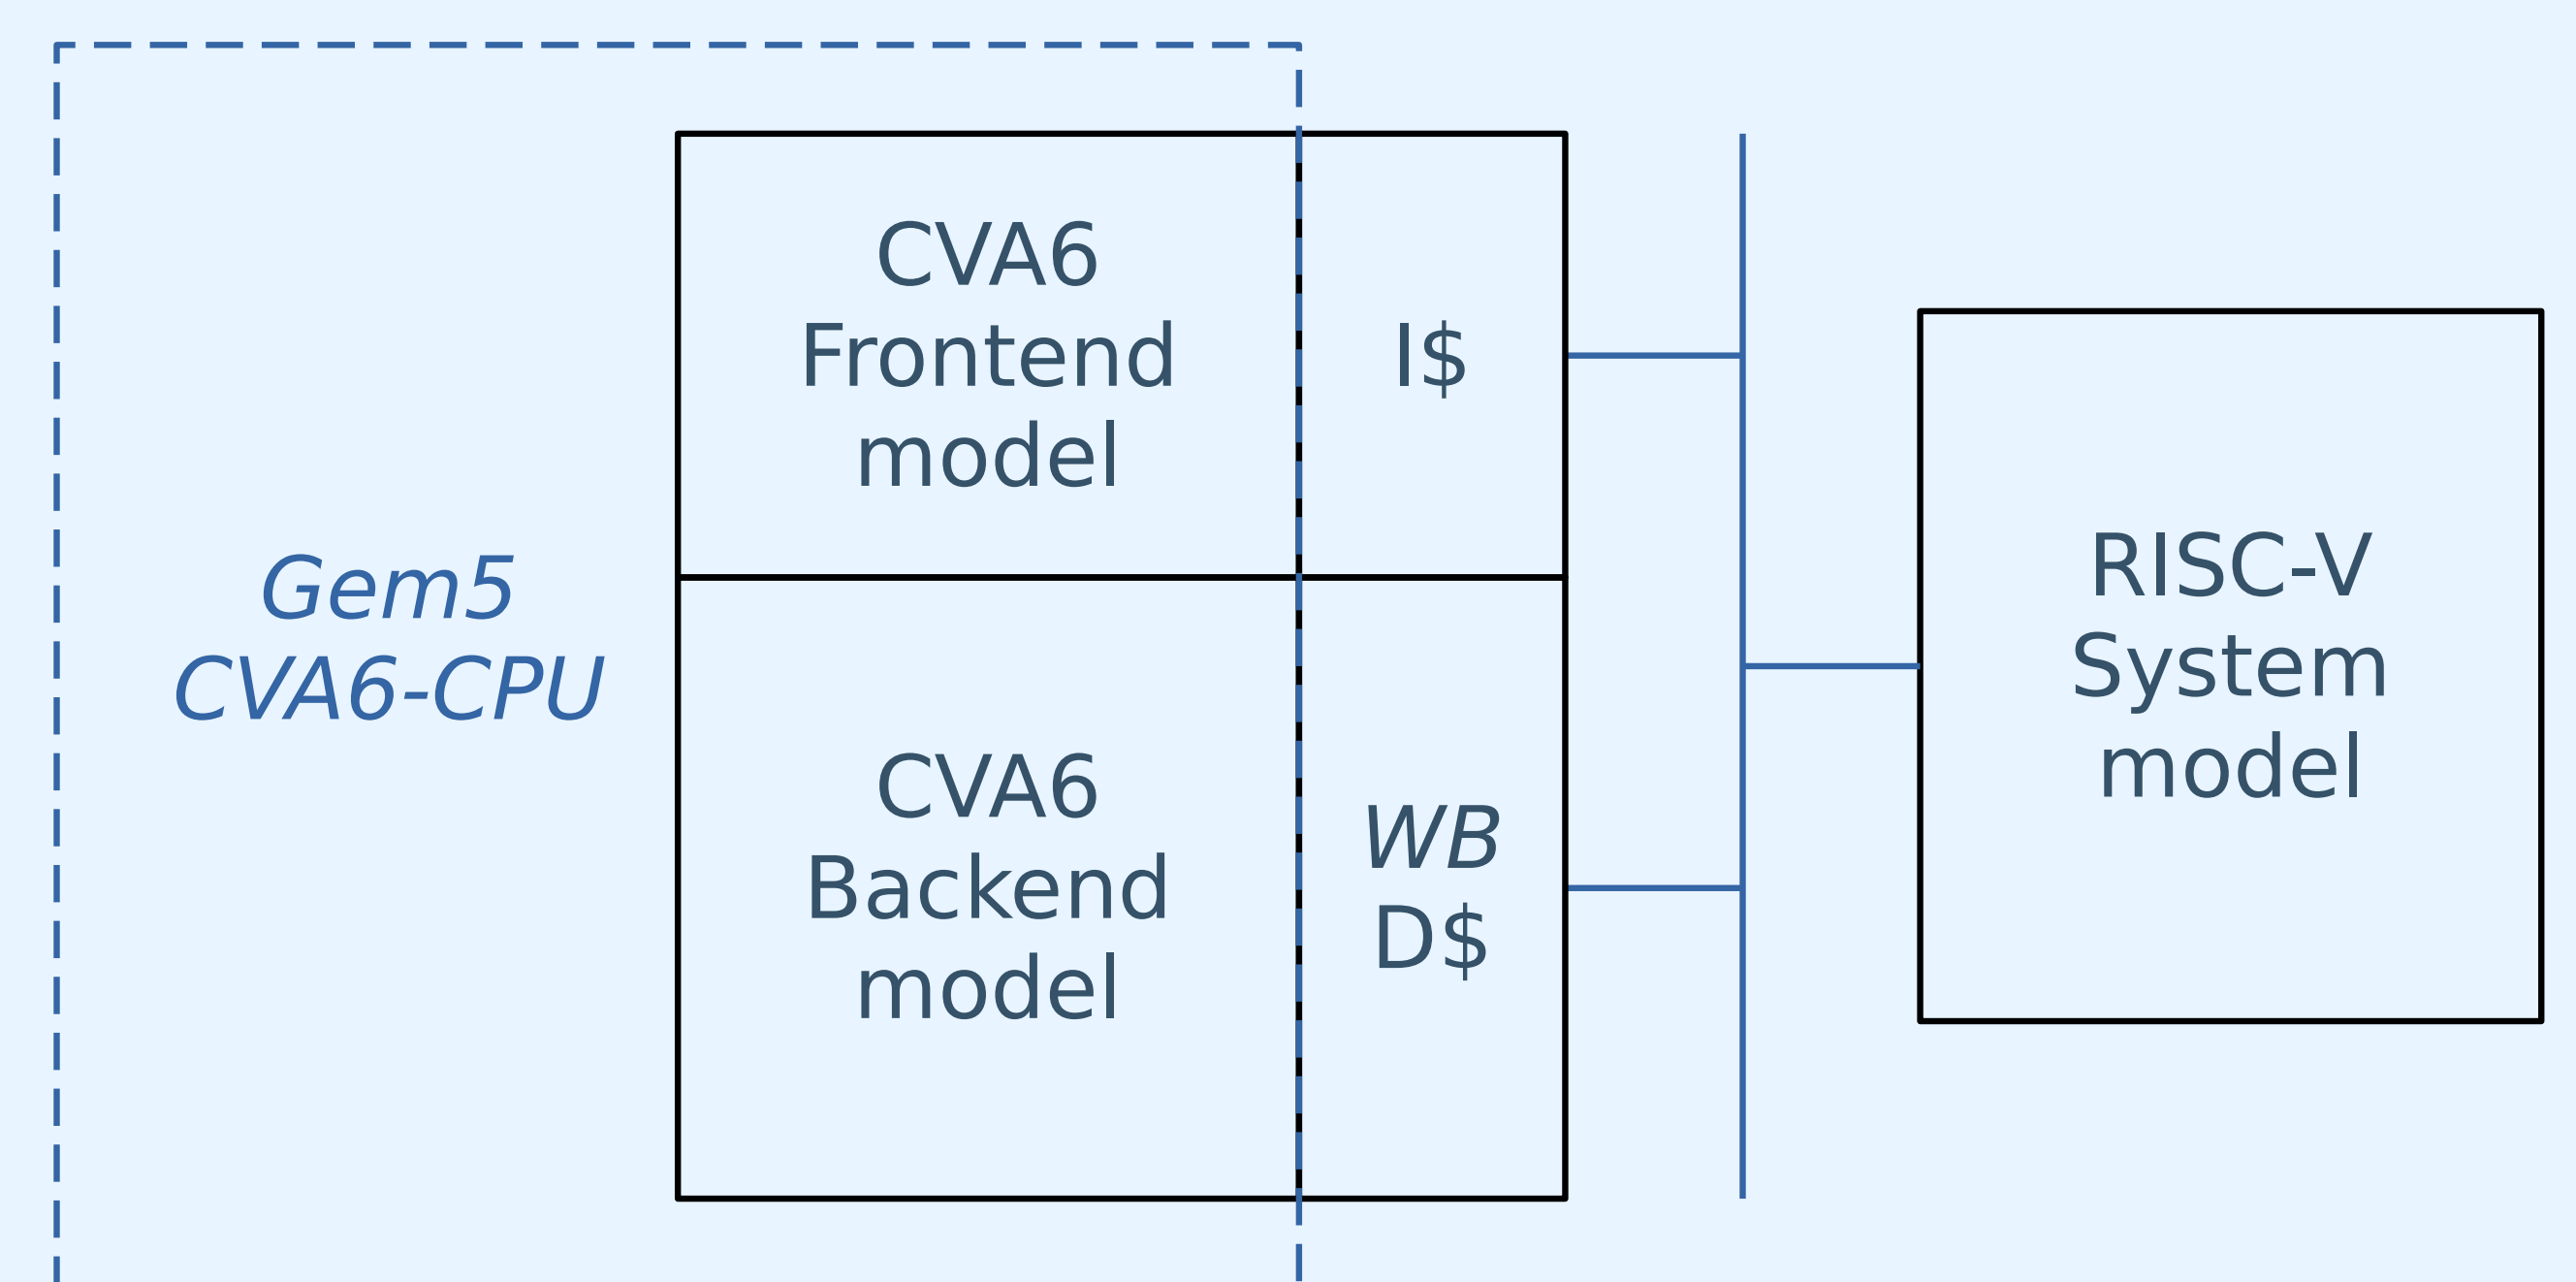 Gem5
CVA6-CPU
CVA6
Frontend
model
I$
CVA6
Backend
model
WB
D$
RISC-V
System
model